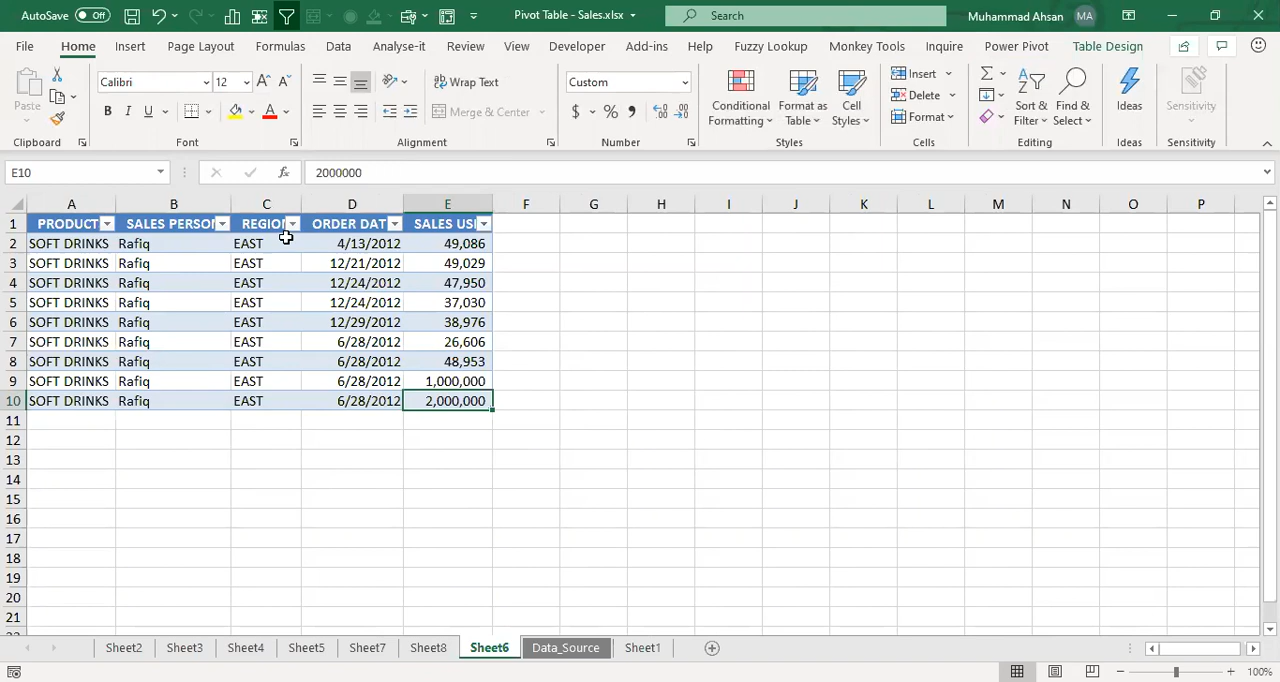 AutoSave Off Pivot Table - Sales.xlsx Search Muhammad Ahsan MA
File Home Insert Page Layout Formulas Data Analyse-it Review View Developer Add-ins Help Fuzzy Lookup Monkey Tools Inquire Power Pivot Table Design
Paste Calibri 12 A A Wrap Text Custom Conditional Formatting Format as Table Cell Styles Insert Sort & Filter Find & Select Ideas Sensitivity
B I U A Merge & Center $ % , Delete
Format
Clipboard Font Alignment Number Styles Cells Editing Ideas Sensitivity
E10 fx 2000000
A B C D E F G H I J K L M N O P
1 PRODUCT SALES PERSON REGION ORDER DAT SALES USD
2 SOFT DRINKS Rafiq EAST 4/13/2012 49,086
3 SOFT DRINKS Rafiq EAST 12/21/2012 49,029
4 SOFT DRINKS Rafiq EAST 12/24/2012 47,950
5 SOFT DRINKS Rafiq EAST 12/24/2012 37,030
6 SOFT DRINKS Rafiq EAST 12/29/2012 38,976
7 SOFT DRINKS Rafiq EAST 6/28/2012 26,606
8 SOFT DRINKS Rafiq EAST 6/28/2012 48,953
9 SOFT DRINKS Rafiq EAST 6/28/2012 1,000,000
10 SOFT DRINKS Rafiq EAST 6/28/2012 2,000,000
11
12
13
14
15
16
17
18
19
20
21
Sheet2 Sheet3 Sheet4 Sheet5 Sheet7 Sheet8 Sheet6 Data_Source Sheet1
100%